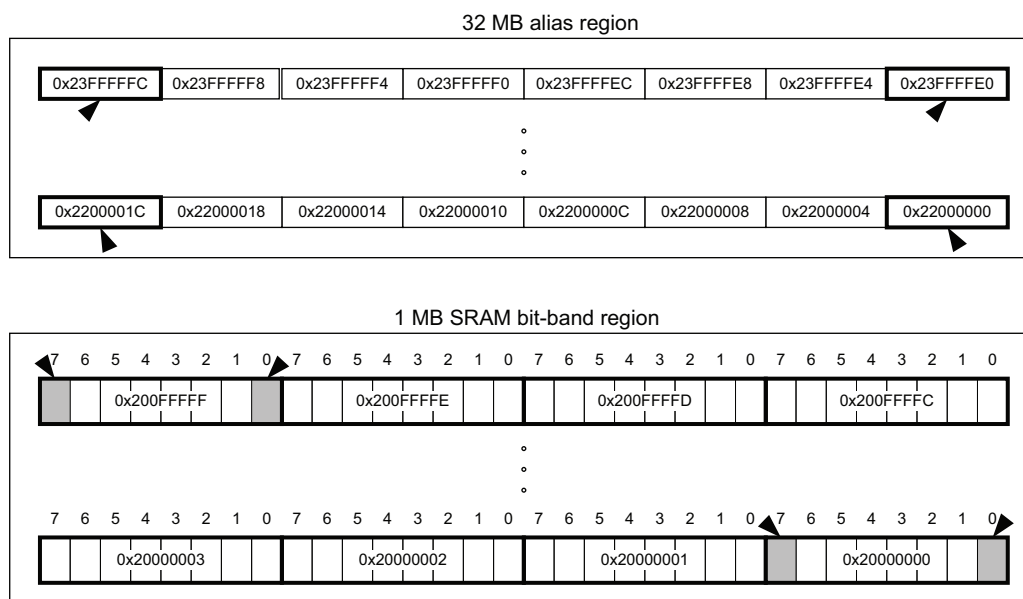 32 MB alias region
0x23FFFFFC 0x23FFFFF8 0x23FFFFF4 0x23FFFFF0 0x23FFFFEC 0x23FFFFE8 0x23FFFFE4 0x23FFFFE0
0x2200001C 0x22000018 0x22000014 0x22000010 0x2200000C 0x22000008 0x22000004 0x22000000
1 MB SRAM bit-band region
7 6 5 4 3 2 1 0 7 6 5 4 3 2 1 0 7 6 5 4 3 2 1 0 7 6 5 4 3 2 1 0
0x200FFFFF 0x200FFFFE 0x200FFFFD 0x200FFFFC
7 6 5 4 3 2 1 0 7 6 5 4 3 2 1 0 7 6 5 4 3 2 1 0 7 6 5 4 3 2 1 0
0x20000003 0x20000002 0x20000001 0x20000000